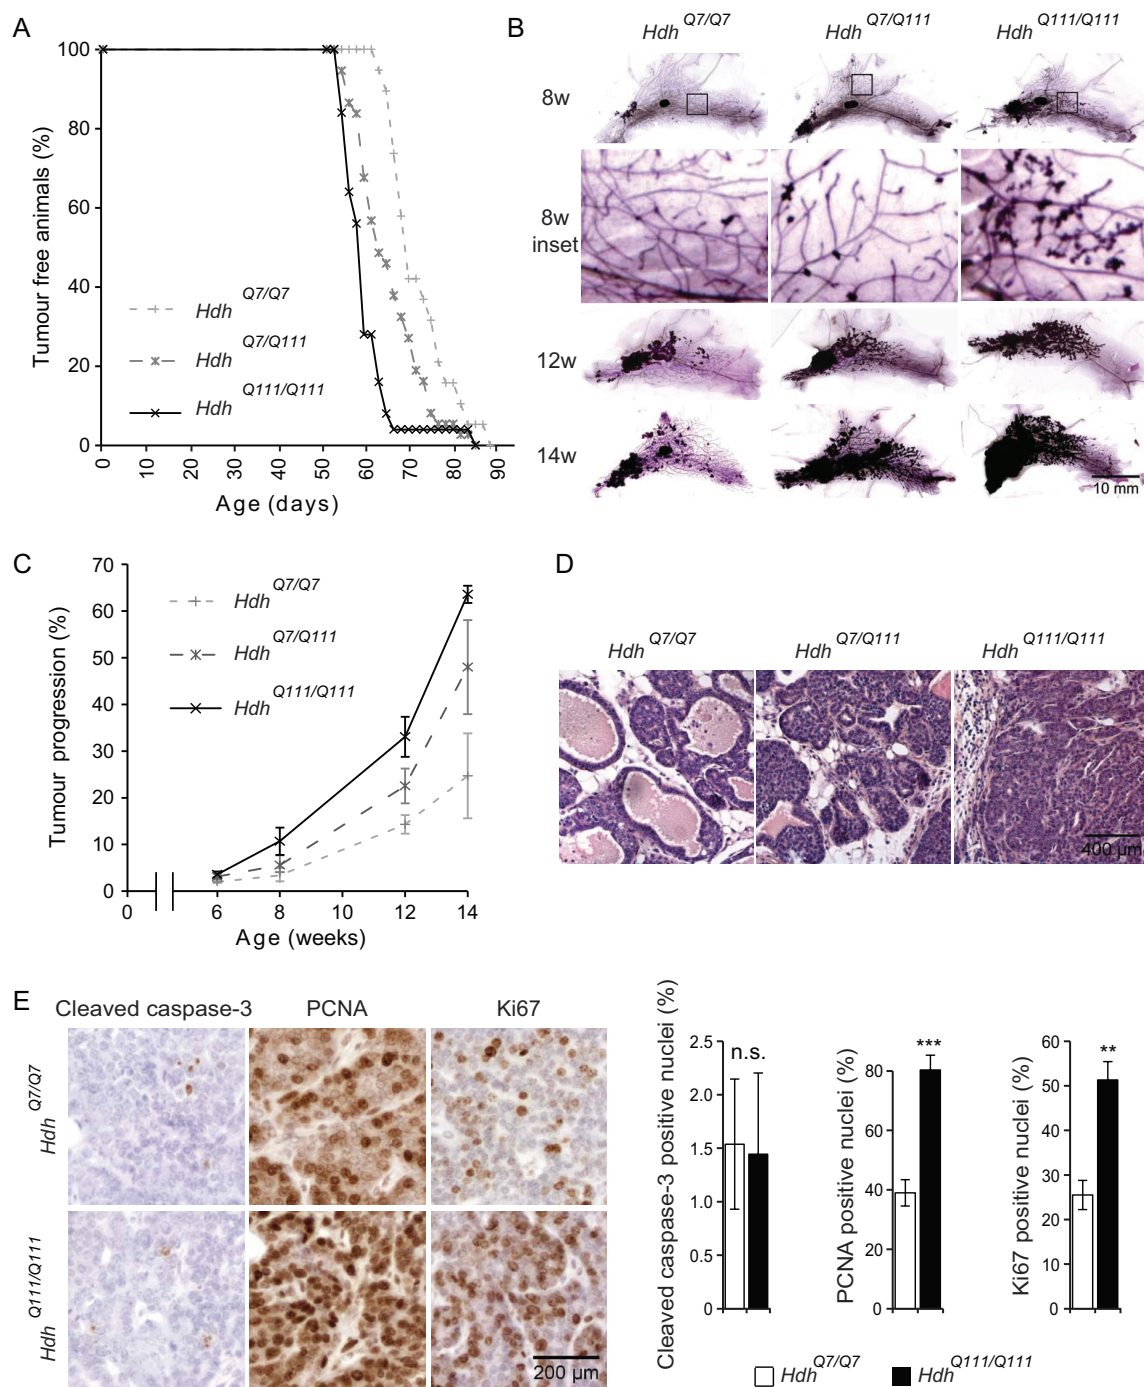 A
Tumour free animals (%)
100
80
60
40
20
0
Hdh Q7/Q7
Hdh Q7/Q111
Hdh Q111/Q111
0 10 20 30 40 50 60 70 80 90
Age (days)
B
Hdh Q7/Q7 Hdh Q7/Q111 Hdh Q111/Q111
8w
8w
inset
12w
14w
10 mm
C
Tumour progression (%)
70
60
50
40
30
20
10
0
Hdh Q7/Q7
Hdh Q7/Q111
Hdh Q111/Q111
0 6 8 10 12 14
Age (weeks)
D
Hdh Q7/Q7 Hdh Q7/Q111 Hdh Q111/Q111
400 µm
E
Cleaved caspase-3 PCNA Ki67
Hdh Q7/Q7
Hdh Q111/Q111
200 µm
Cleaved caspase-3 positive nuclei (%)
2.5
2.0
1.5
1.0
0.5
0
n.s.
PCNA positive nuclei (%)
80
60
40
20
0
***
Ki67 positive nuclei (%)
60
50
40
30
20
10
0
**
Hdh Q7/Q7 Hdh Q111/Q111